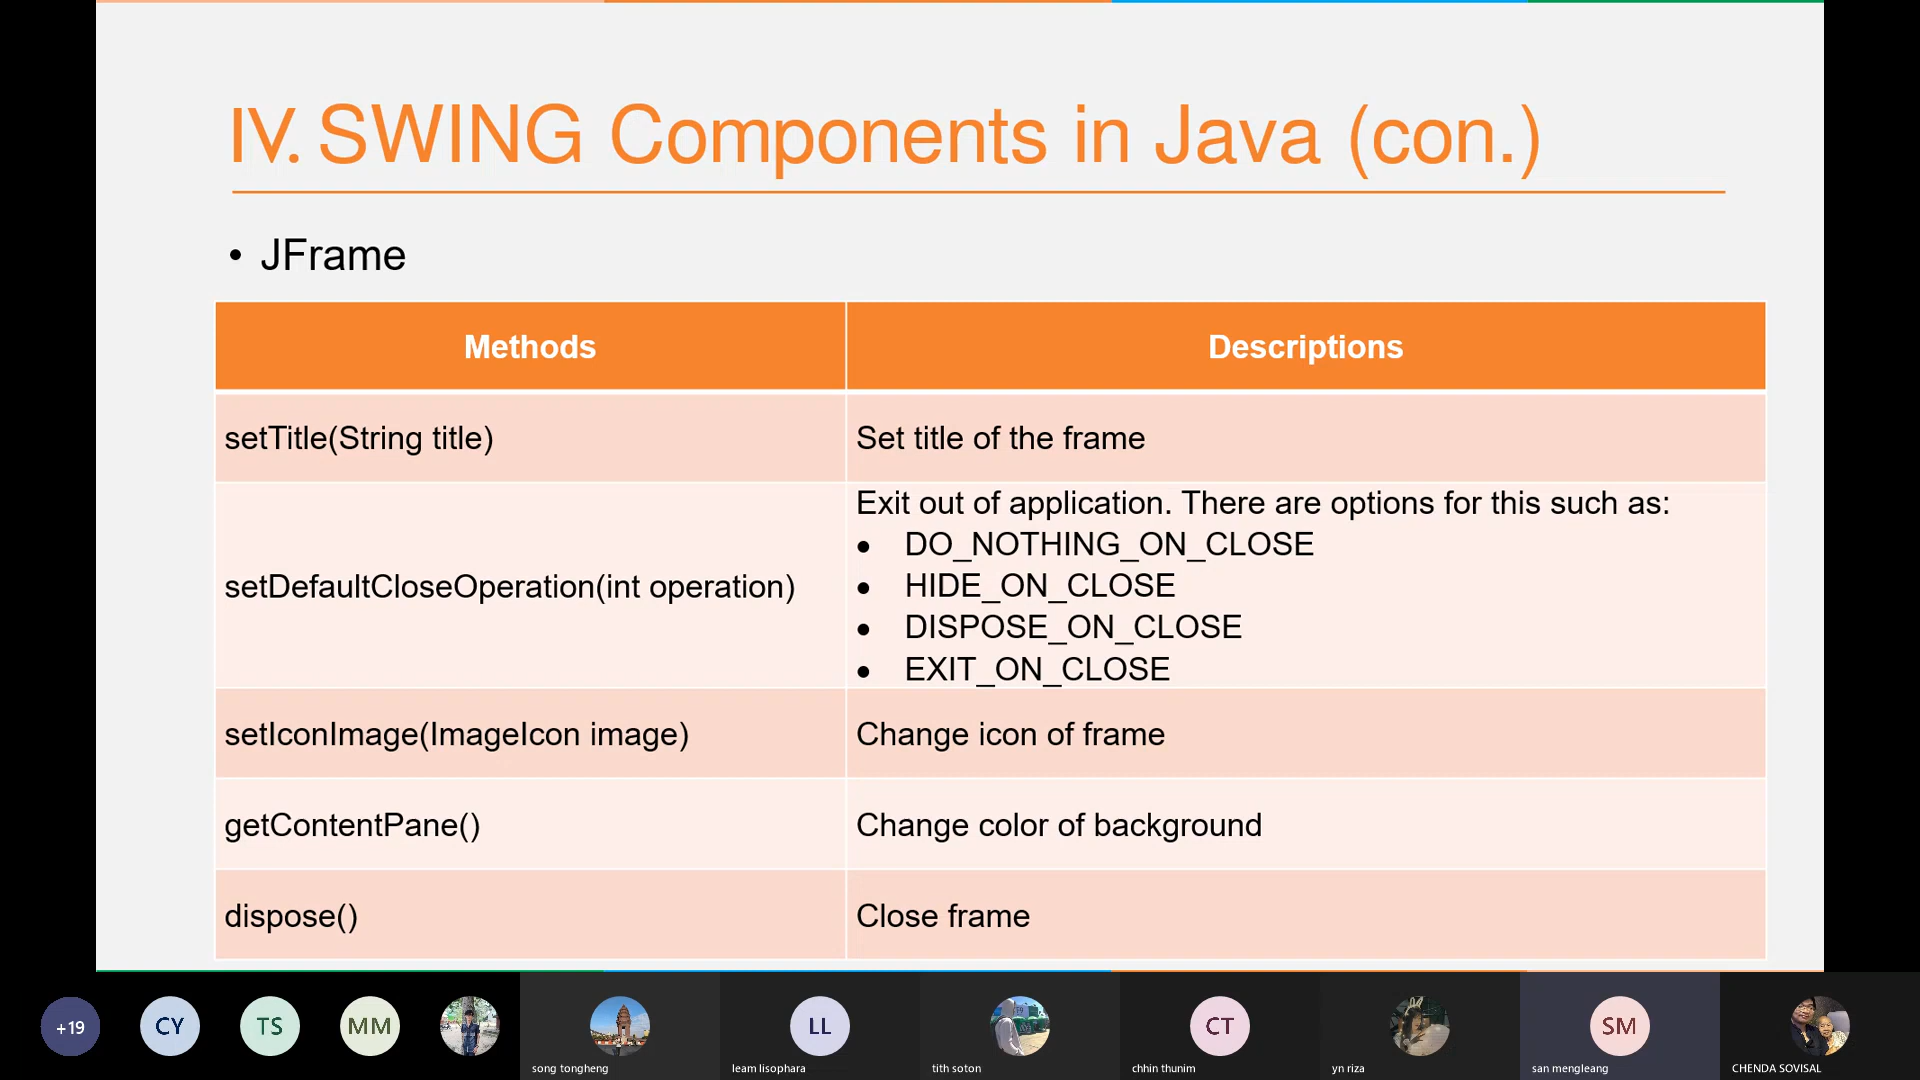 IV. SWING Components in Java (con.)
• JFrame
Methods
Descriptions
setTitle(String title)
Set title of the frame
setDefaultCloseOperation(int operation)
Exit out of application. There are options for this such as:
• DO_NOTHING_ON_CLOSE
• HIDE_ON_CLOSE
• DISPOSE_ON_CLOSE
• EXIT_ON_CLOSE
setIconImage(ImageIcon image)
Change icon of frame
getContentPane()
Change color of background
dispose()
Close frame
+19
CY
TS
MM
LL
CT
SM
song tongheng
leam lisophara
tith soton
chhin thunim
yn riza
san mengleang
CHENDA SOVISAL